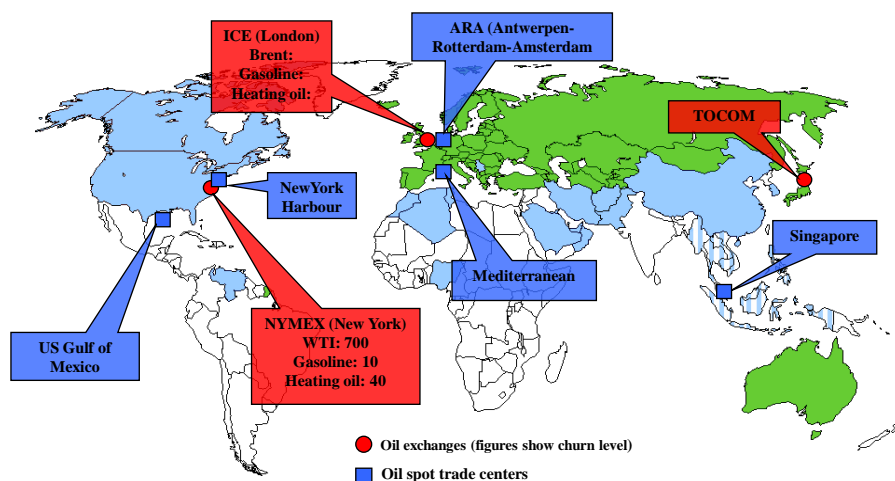 ICE (London)
Brent:
Gasoline:
Heating oil:
ARA (Antwerpen-
Rotterdam-Amsterdam
TOCOM
NewYork
Harbour
Singapore
Mediterranean
US Gulf of
Mexico
NYMEX (New York)
WTI: 700
Gasoline: 10
Heating oil: 40
Oil exchanges (figures show churn level)
Oil spot trade centers